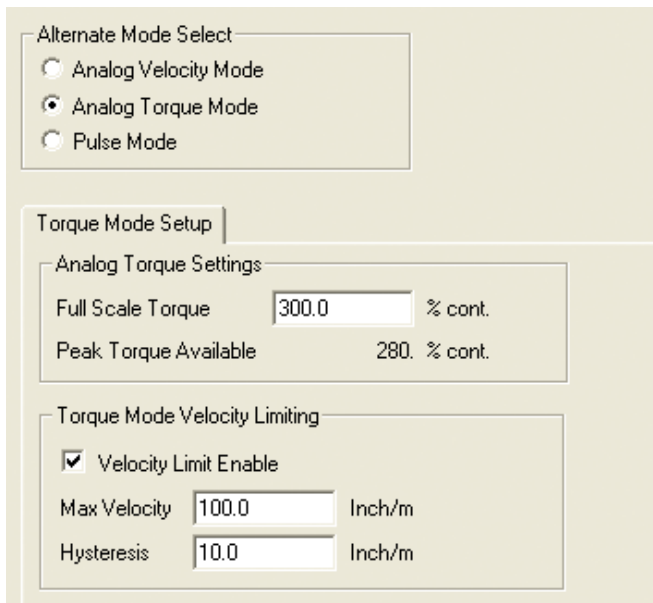 Alternate Mode Select
Analog Velocity Mode
Analog Torque Mode
Pulse Mode
Torque Mode Setup
Analog Torque Settings
Full Scale Torque 300.0 % cont.
Peak Torque Available 280. % cont.
Torque Mode Velocity Limiting
Velocity Limit Enable
Max Velocity 100.0 Inch/m
Hysteresis 10.0 Inch/m